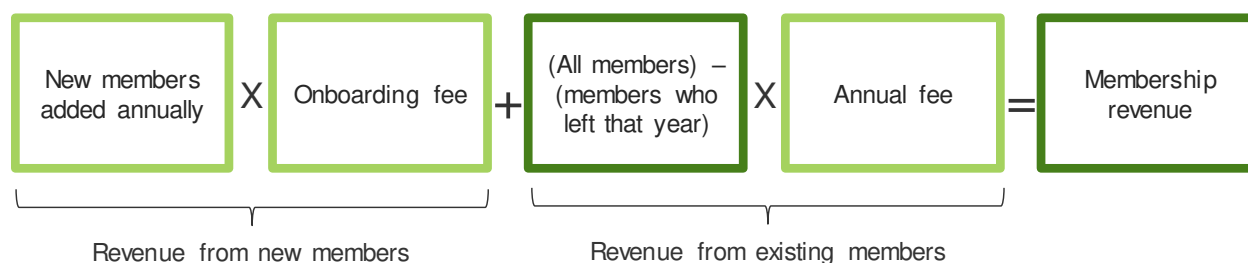 New members
added annually
X
Onboarding fee
+
(All members) –
(members who
left that year)
X
Annual fee
=
Membership
revenue
Revenue from new members
Revenue from existing members